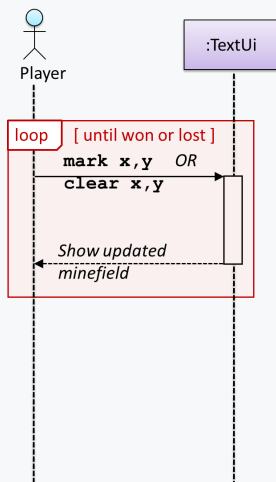 Player
:TextUi
loop [ until won or lost ]
mark x,y OR
clear x,y
Show updated
minefield